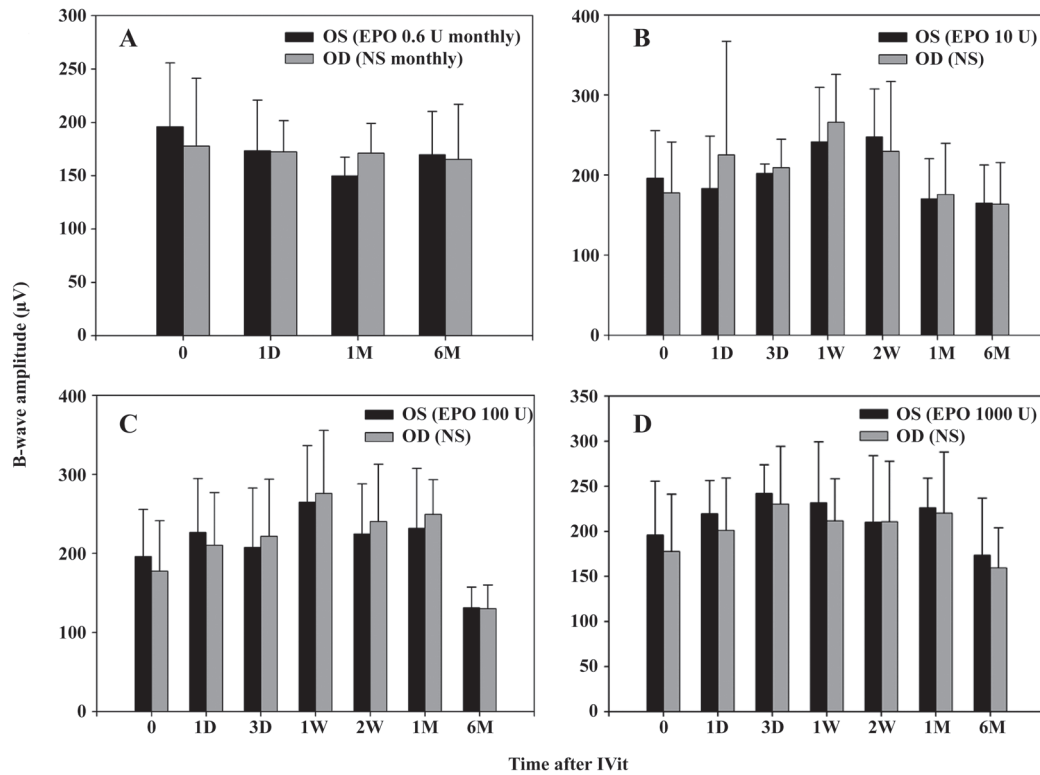 A
OS (EPO 0.6 U monthly)
OD (NS monthly)
300
250
200
150
100
50
0
0 1D 1M 6M
B
OS (EPO 10 U)
OD (NS)
400
300
200
100
0
0 1D 3D 1W 2W 1M 6M
B-wave amplitude (µV)
C
OS (EPO 100 U)
OD (NS)
400
300
200
100
0
0 1D 3D 1W 2W 1M 6M
D
OS (EPO 1000 U)
OD (NS)
350
300
250
200
150
100
50
0
0 1D 3D 1W 2W 1M 6M
Time after IVit